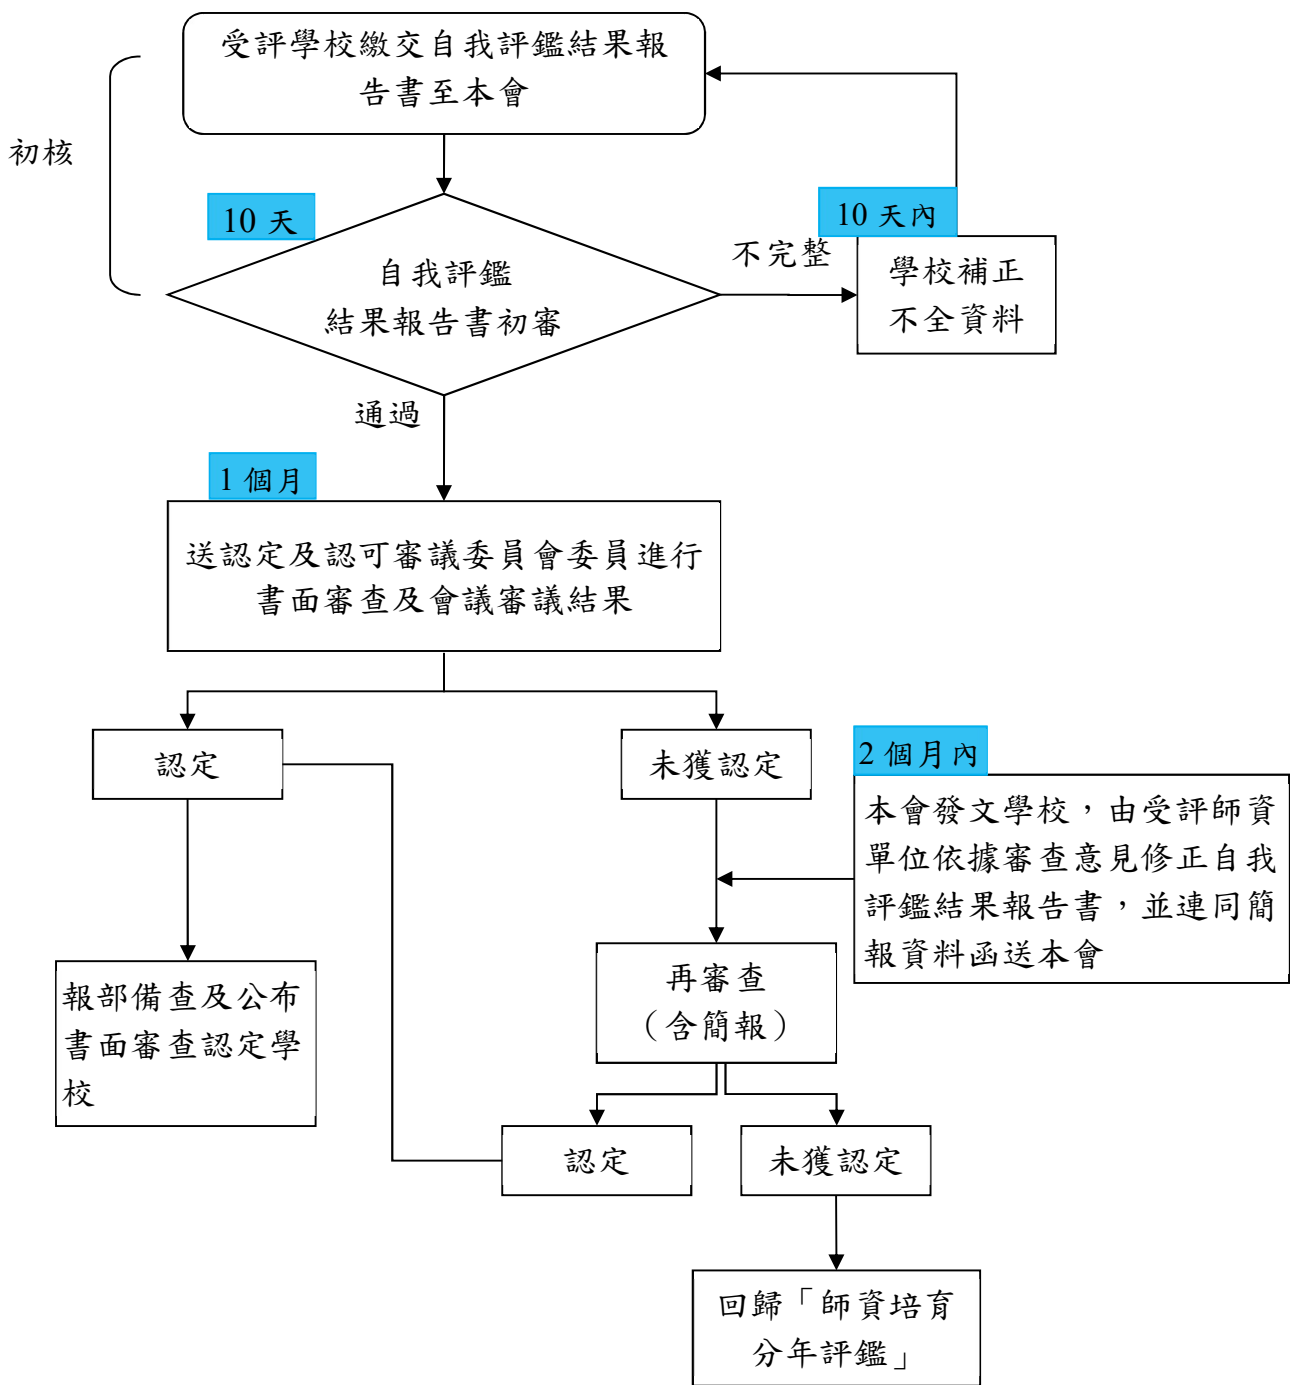 受評學校繳交自我評鑑結果報
告書至本會
初核
10 天
10 天內
自我評鑑
結果報告書初審
不完整
學校補正
不全資料
通過
1 個月
送認定及認可審議委員會委員進行
書面審查及會議審議結果
認定
未獲認定
2 個月內
本會發文學校，由受評師資
單位依據審查意見修正自我
評鑑結果報告書，並連同簡
報資料函送本會
報部備查及公布
書面審查認定學
校
再審查
（含簡報）
認定
未獲認定
回歸「師資培育
分年評鑑」